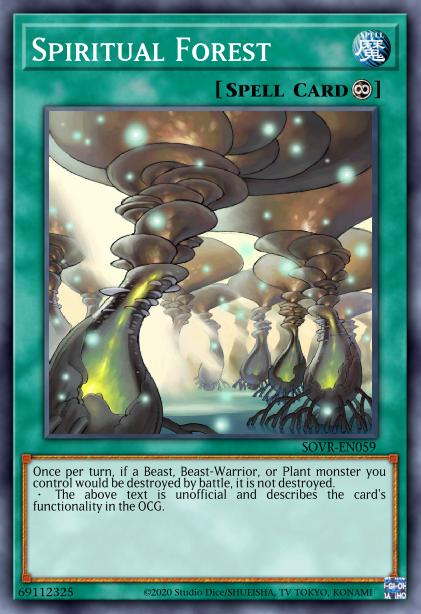 SPIRITUAL FOREST
SPELL
魔
[SPELL CARD]
SOVR-EN059
Once per turn, if a Beast, Beast-Warrior, or Plant monster you
control would be destroyed by battle, it is not destroyed.
· The above text is unofficial and describes the card's
functionality in the OCG.
69112325
©2020 Studio Dice/SHUEISHA, TV TOKYO, KONAMI